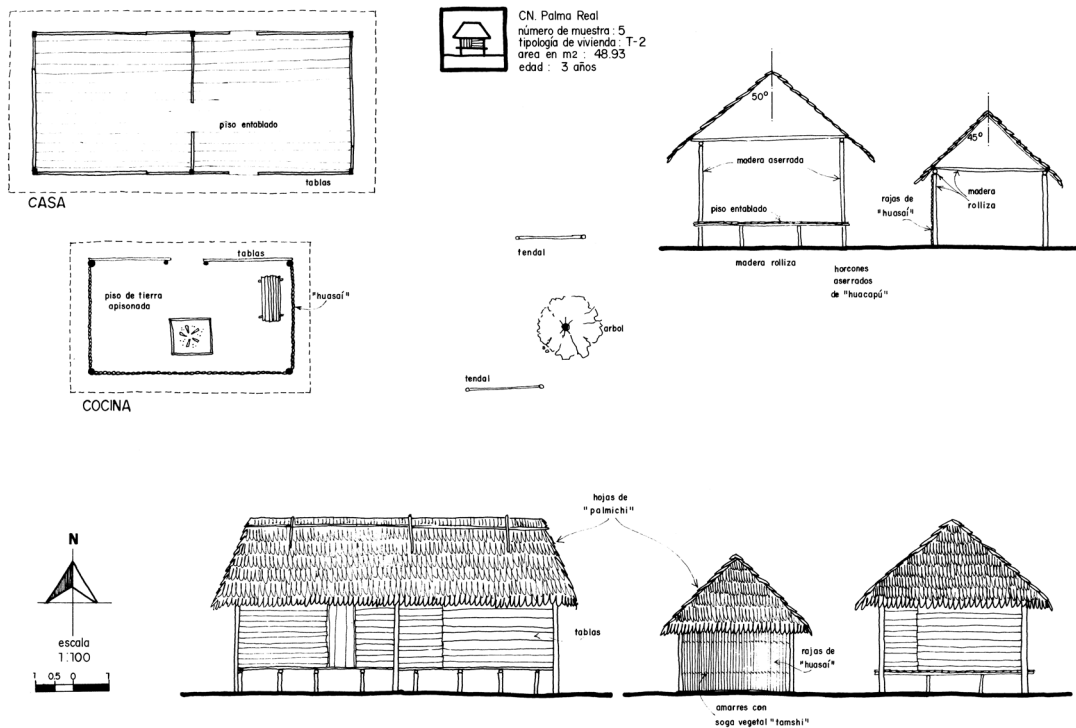 CN. Palma Real
número de muestra : 5
tipología de vivienda : T-2
area en m2 : 48.93
edad : 3 años
piso entablado
tablas
CASA
50º
madera aserrada
piso entablado
madera rolliza
45º
madera
rolliza
rajas de
"huasaí"
horcones
aserrados
de "huacapú"
tablas
piso de tierra
apisonada
"huasaí"
COCINA
tendal
arbol
tendal
hojas de
"palmichi"
tablas
rajas de
"huasaí"
amarres con
soga vegetal "tamshi"
N
escala
1:100
1 0.5 0 1